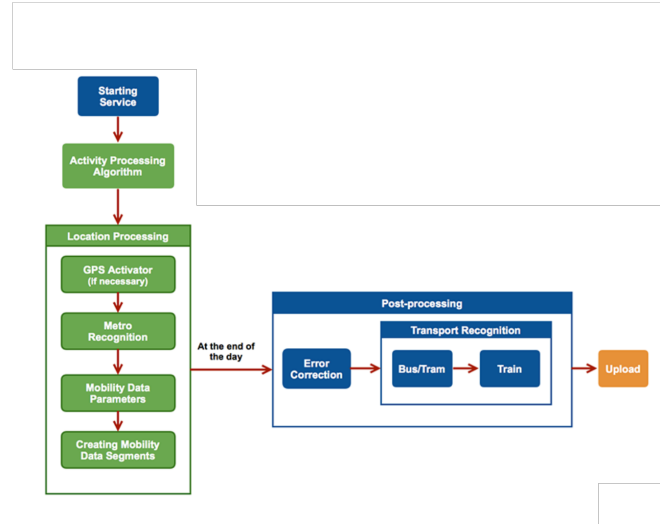 Starting
Service
Activity Processing
Algorithm
Location Processing
GPS Activator
(if necessary)
Metro
Recognition
Mobility Data
Parameters
Creating Mobility
Data Segments
At the end of
the day
Post-processing
Error
Correction
Transport Recognition
Bus/Tram
Train
Upload